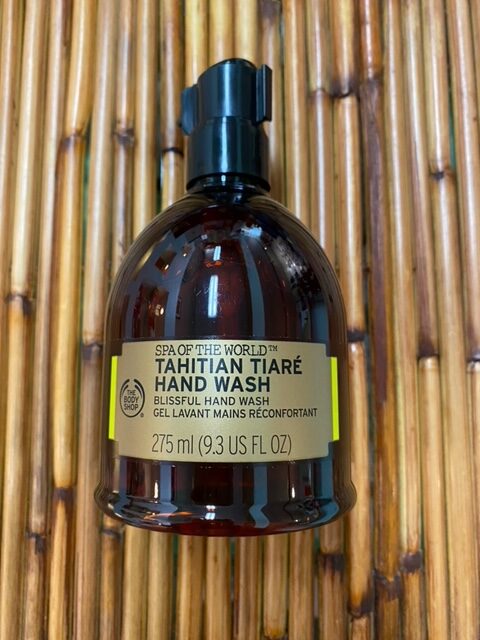 SPA OF THE WORLD™
TAHITIAN TIARÉ
HAND WASH
BLISSFUL HAND WASH
GEL LAVANT MAINS RÉCONFORTANT
THE
BODY
SHOP®
275 ml (9.3 US FL OZ)